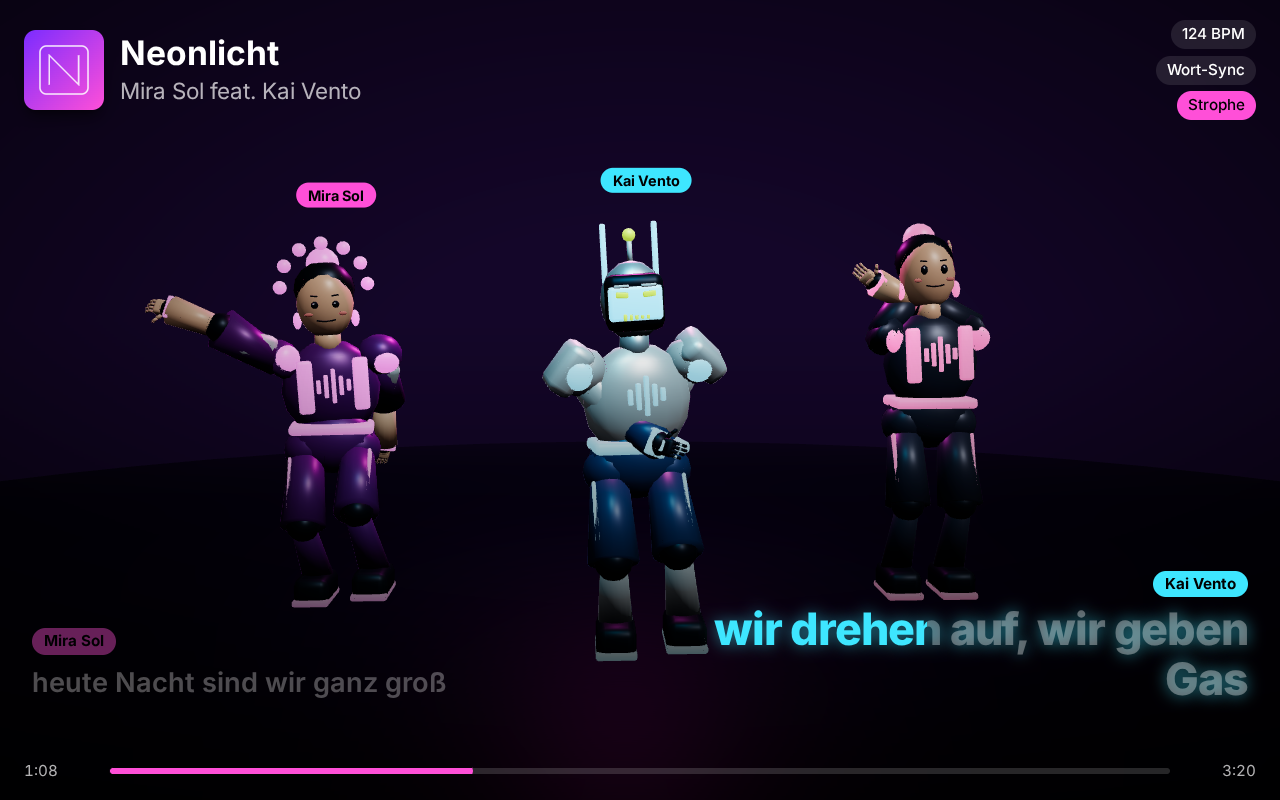 N
Neonlicht
Mira Sol feat. Kai Vento
124 BPM
Wort-Sync
Strophe
Mira Sol
Kai Vento
Kai Vento
wir drehen auf, wir geben
Gas
Mira Sol
heute Nacht sind wir ganz groß
1:08
3:20